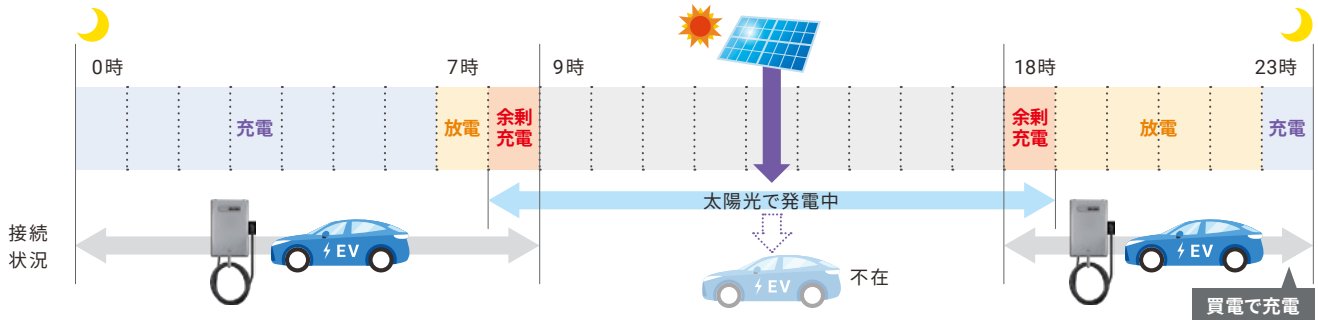 0時
7時
9時
18時
23時
充電
放電
余剰
充電
余剰
充電
放電
充電
太陽光で発電中
接続
状況
EV
EV
不在
EV
買電で充電